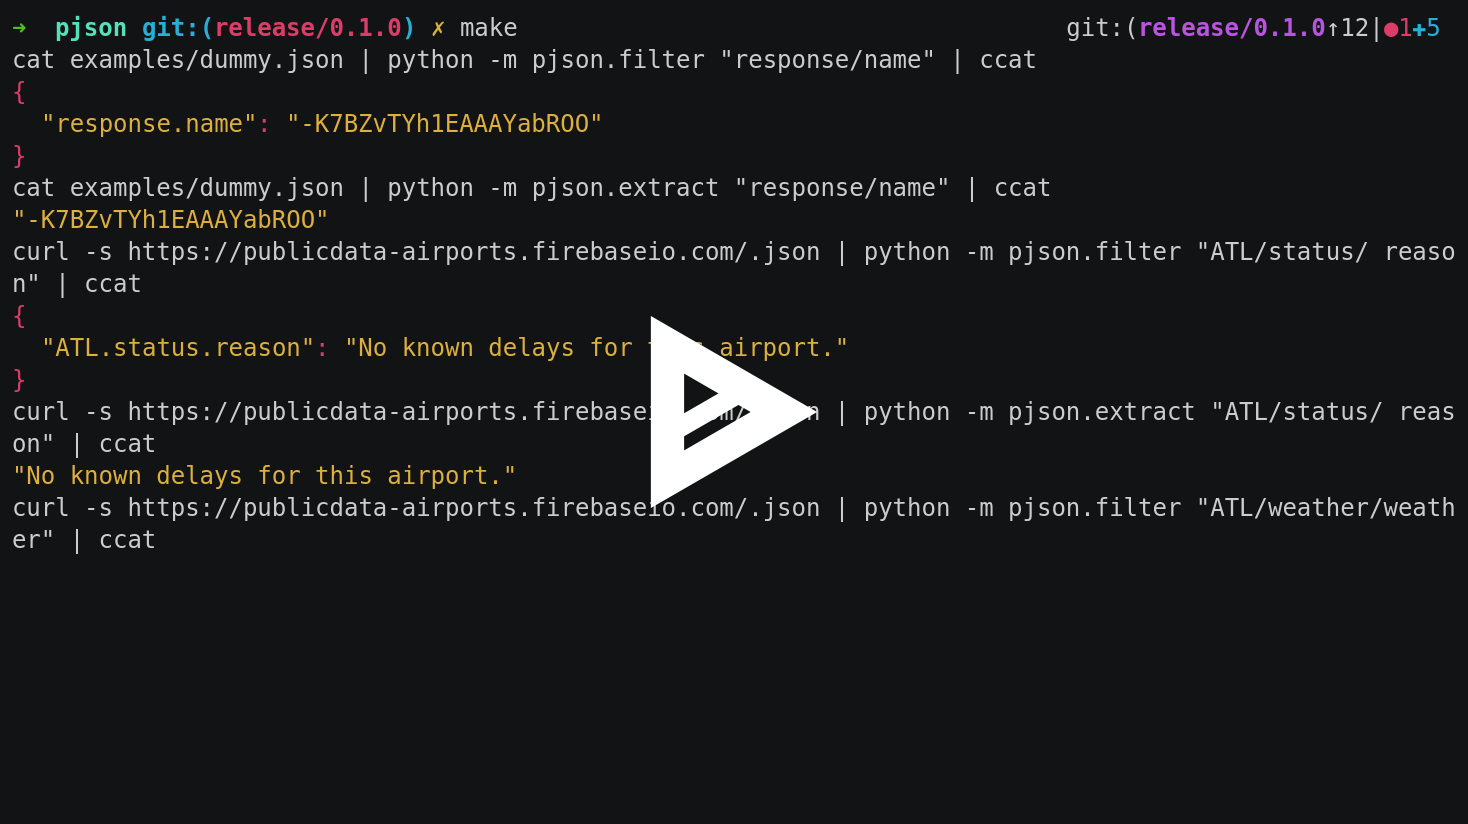 ➜  pjson git:(release/0.1.0) ✗ make git:(release/0.1.0↑12|●1✚5
cat examples/dummy.json | python -m pjson.filter "response/name" | ccat
{
  "response.name": "-K7BZvTYh1EAAAYabROO"
}
cat examples/dummy.json | python -m pjson.extract "response/name" | ccat
"-K7BZvTYh1EAAAYabROO"
curl -s https://publicdata-airports.firebaseio.com/.json | python -m pjson.filter "ATL/status/ reaso
n" | ccat
{
  "ATL.status.reason": "No known delays for this airport."
}
curl -s https://publicdata-airports.firebaseio.com/.json | python -m pjson.extract "ATL/status/ reas
on" | ccat
"No known delays for this airport."
curl -s https://publicdata-airports.firebaseio.com/.json | python -m pjson.filter "ATL/weather/weath
er" | ccat